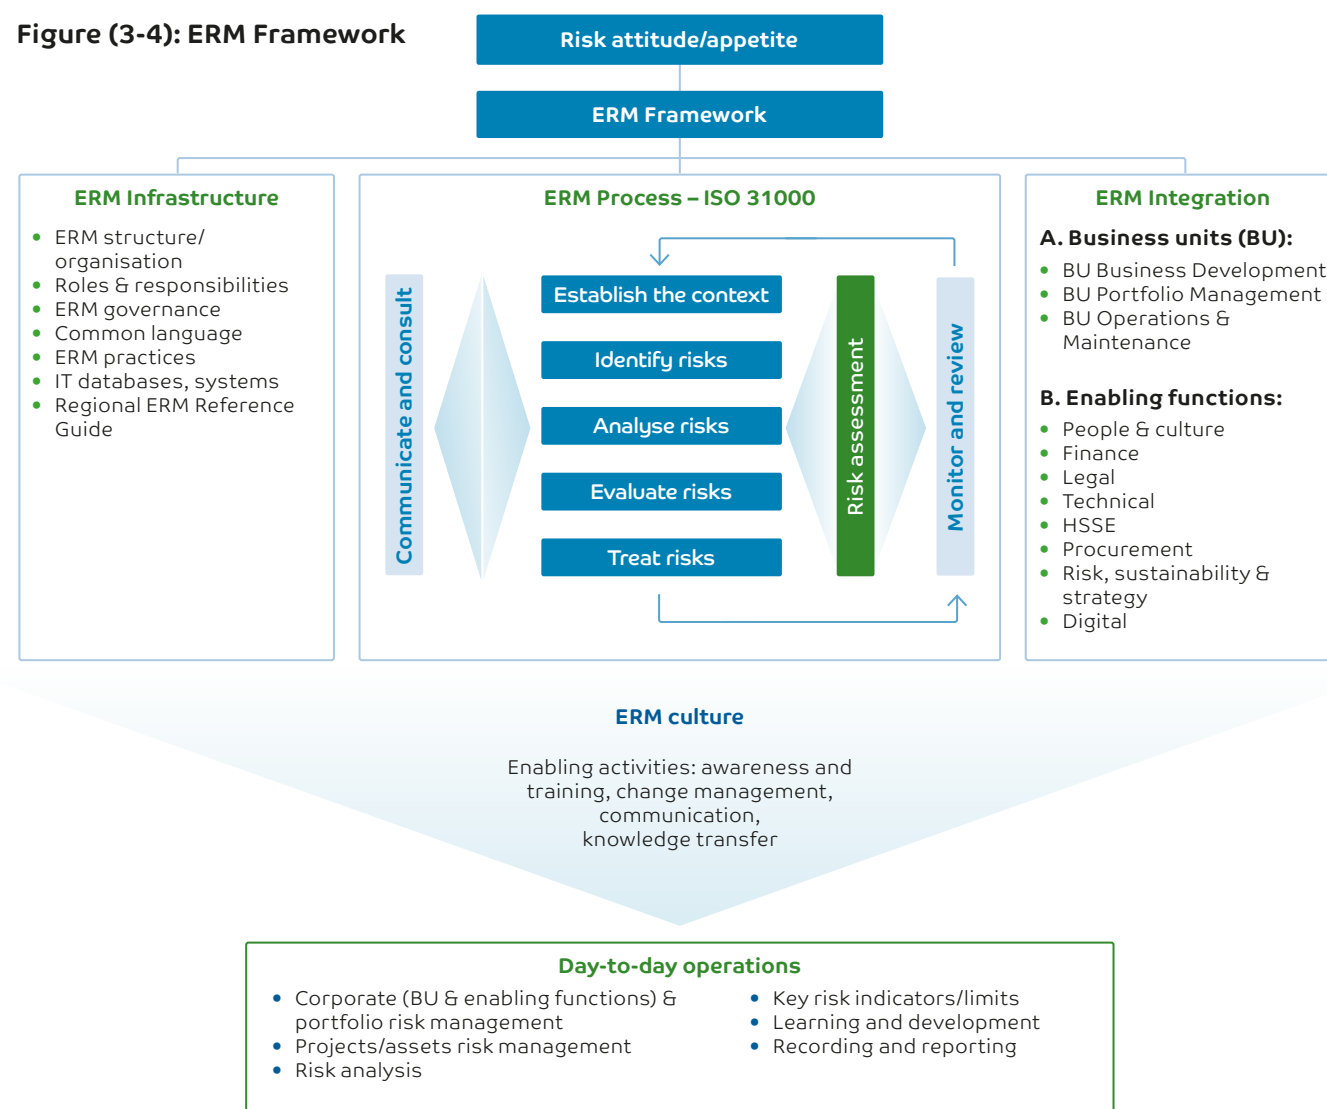 Figure (3-4): ERM Framework
Risk attitude/appetite
ERM Framework
ERM Infrastructure
• ERM structure/
organisation
• Roles & responsibilities
• ERM governance
• Common language
• ERM practices
• IT databases, systems
• Regional ERM Reference
Guide
ERM Process – ISO 31000
Communicate and consult
Establish the context
Identify risks
Analyse risks
Evaluate risks
Treat risks
Risk assessment
Monitor and review
ERM Integration
A. Business units (BU):
• BU Business Development
• BU Portfolio Management
• BU Operations &
Maintenance
B. Enabling functions:
• People & culture
• Finance
• Legal
• Technical
• HSSE
• Procurement
• Risk, sustainability &
strategy
• Digital
ERM culture
Enabling activities: awareness and
training, change management,
communication,
knowledge transfer
Day-to-day operations
• Corporate (BU & enabling functions) &
portfolio risk management
• Projects/assets risk management
• Risk analysis
• Key risk indicators/limits
• Learning and development
• Recording and reporting